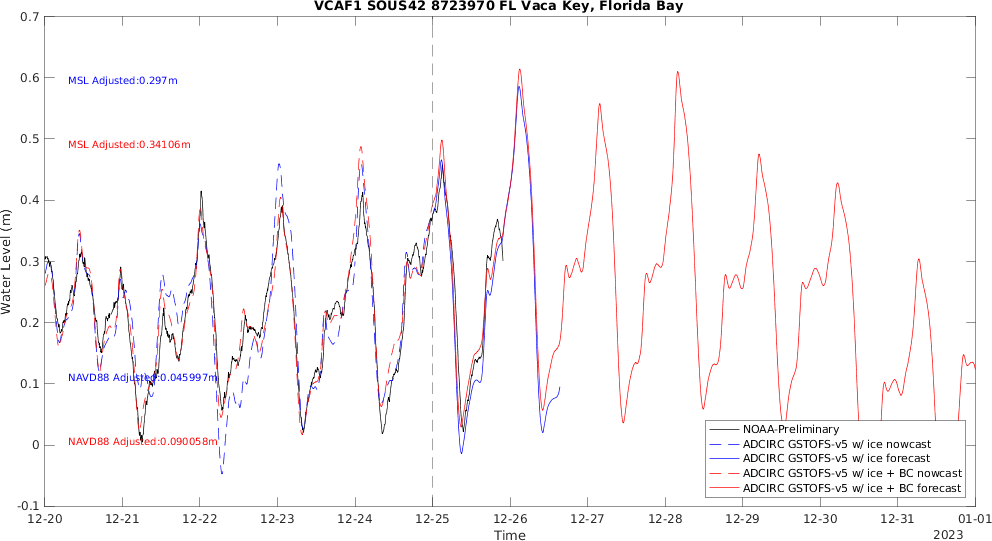 VCAF1 SOUS42 8723970 FL Vaca Key, Florida Bay
0.7
0.6
0.5
0.4
0.3
0.2
0.1
0
-0.1
Water Level (m)
MSL Adjusted:0.297m
MSL Adjusted:0.34106m
NAVD88 Adjusted:0.045997m
NAVD88 Adjusted:0.090058m
NOAA-Preliminary
ADCIRC GSTOFS-v5 w/ ice nowcast
ADCIRC GSTOFS-v5 w/ ice forecast
ADCIRC GSTOFS-v5 w/ ice + BC nowcast
ADCIRC GSTOFS-v5 w/ ice + BC forecast
12-20 12-21 12-22 12-23 12-24 12-25 12-26 12-27 12-28 12-29 12-30 12-31 01-01
Time
2023